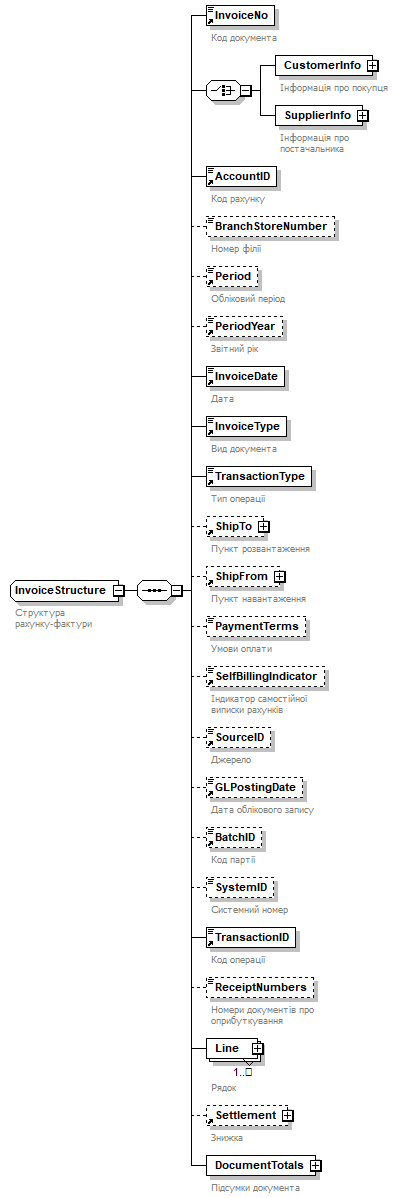 InvoiceNo
Код документа
CustomerInfo
Інформація про покупця
SupplierInfo
Інформація про
постачальника
AccountID
Код рахунку
BranchStoreNumber
Номер філії
Period
Обліковий період
PeriodYear
Звітний рік
InvoiceDate
Дата
InvoiceType
Вид документа
TransactionType
Тип операції
ShipTo
Пункт розвантаження
ShipFrom
Пункт навантаження
InvoiceStructure
Структура
рахунку-фактури
PaymentTerms
Умови оплати
SelfBillingIndicator
Індикатор самостійної
виписки рахунків
SourceID
Джерело
GLPostingDate
Дата облікового запису
BatchID
Код партії
SystemID
Системний номер
TransactionID
Код операції
ReceiptNumbers
Номери документів про
оприбуткування
Line
1..
Рядок
Settlement
Знижка
DocumentTotals
Підсумки документа